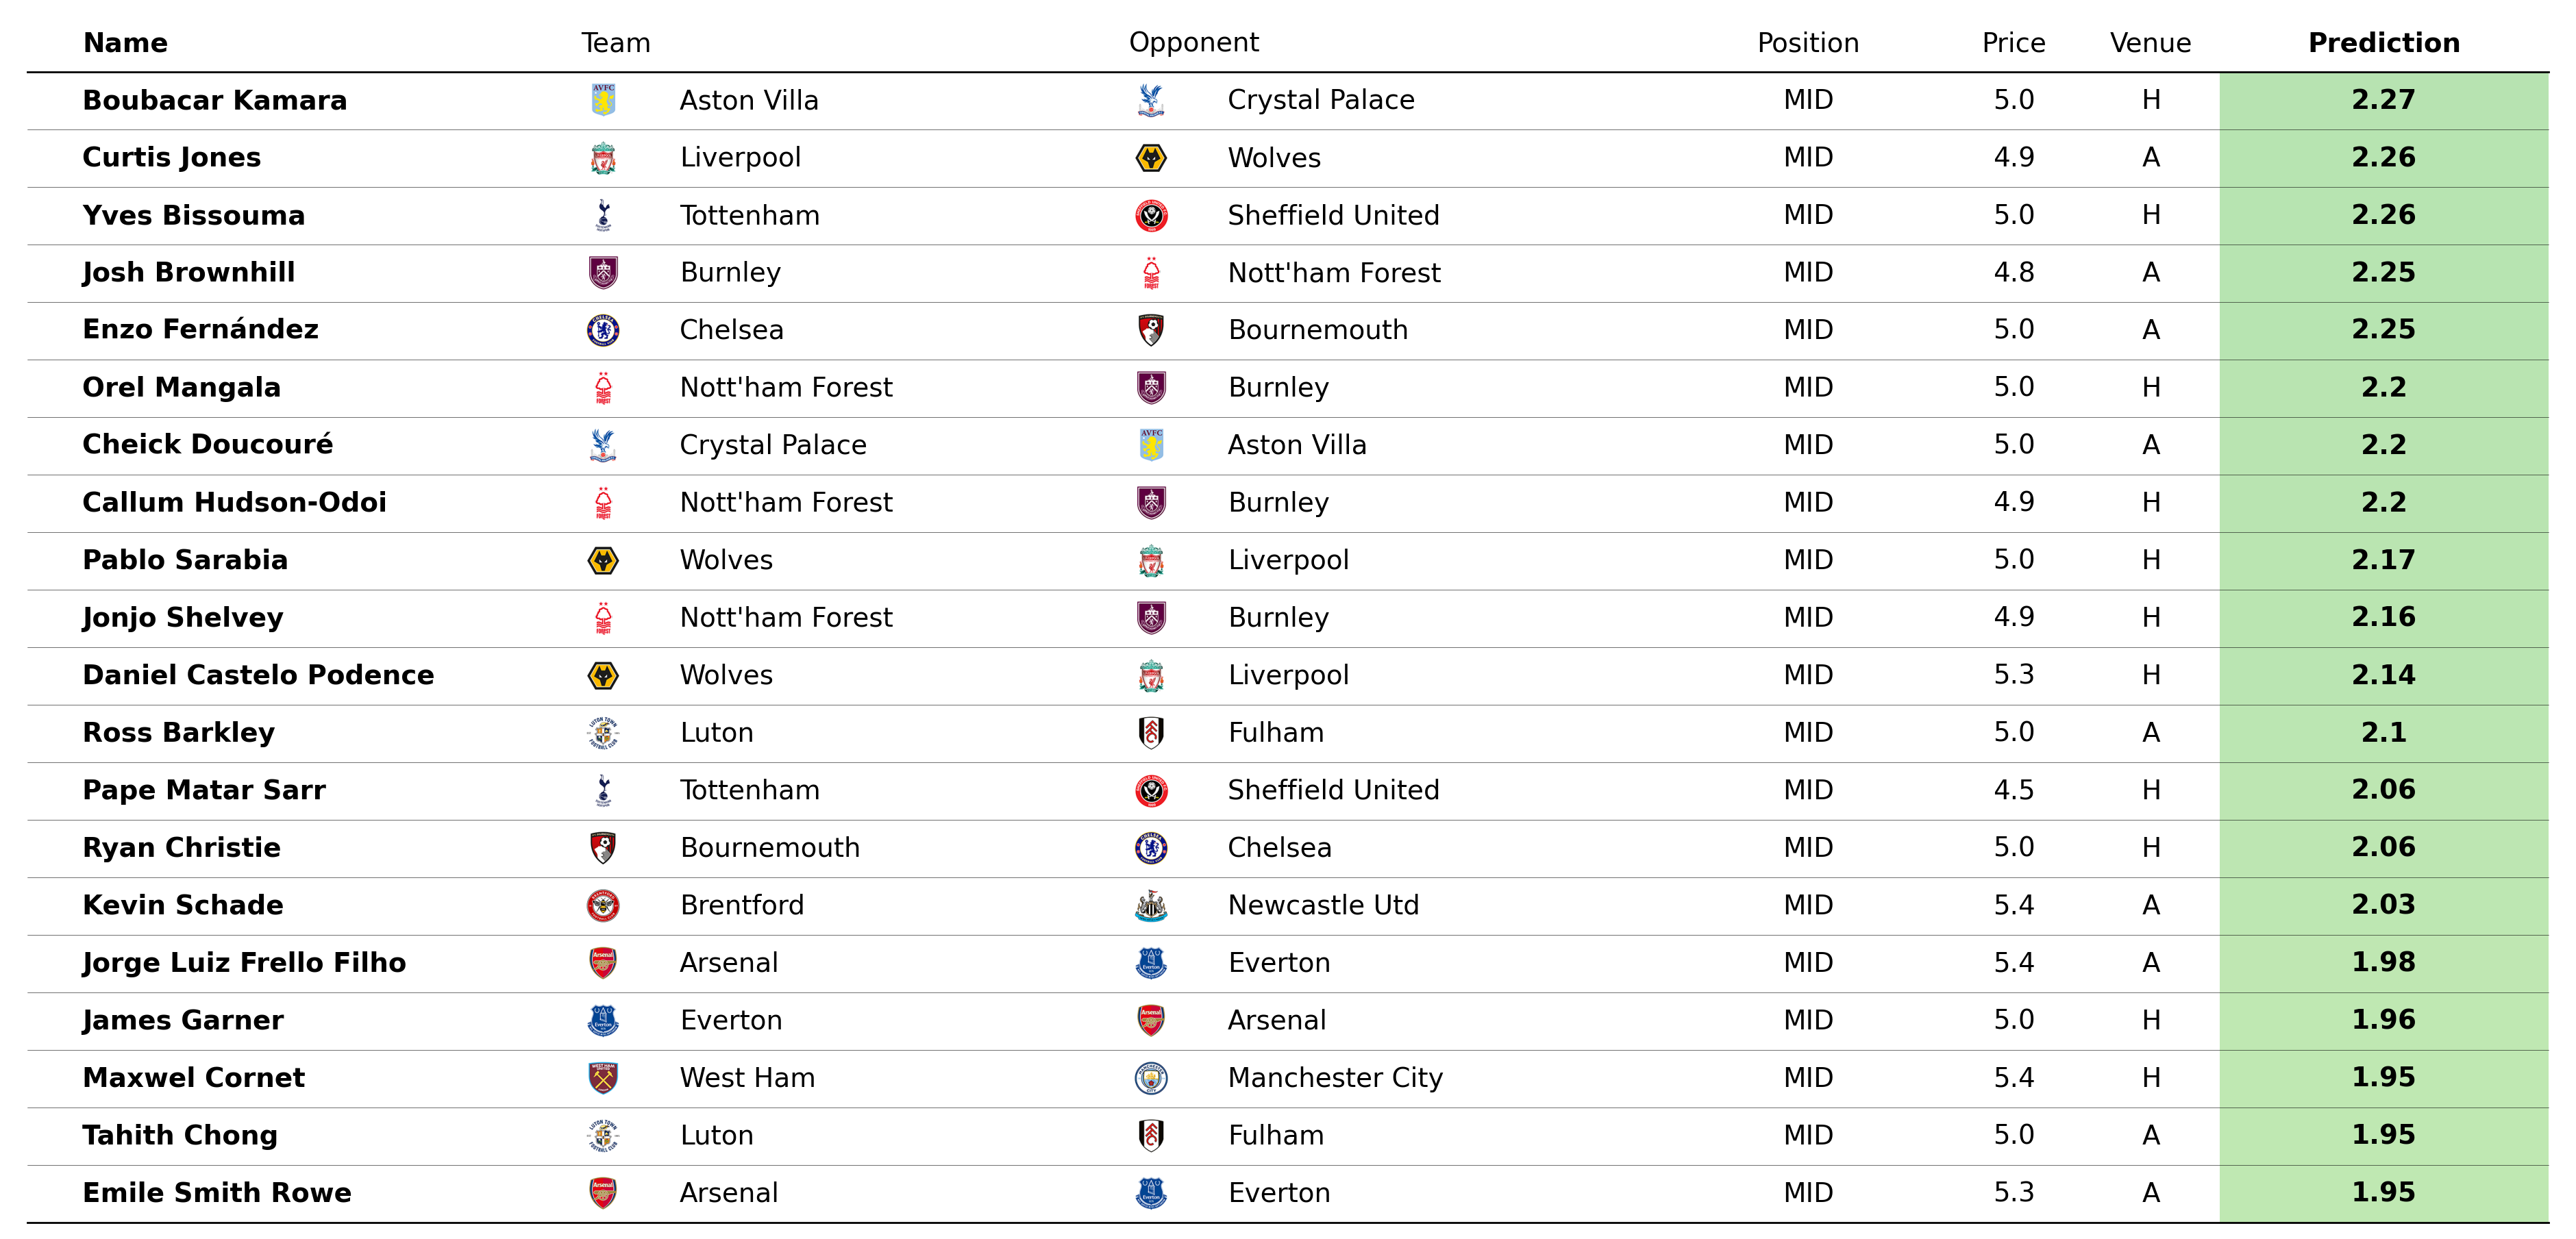 Name Team Opponent Position Price Venue Prediction
Boubacar Kamara Aston Villa Crystal Palace MID 5.0 H 2.27
Curtis Jones Liverpool Wolves MID 4.9 A 2.26
Yves Bissouma Tottenham Sheffield United MID 5.0 H 2.26
Josh Brownhill Burnley Nott'ham Forest MID 4.8 A 2.25
Enzo Fernández Chelsea Bournemouth MID 5.0 A 2.25
Orel Mangala Nott'ham Forest Burnley MID 5.0 H 2.2
Cheick Doucouré Crystal Palace Aston Villa MID 5.0 A 2.2
Callum Hudson-Odoi Nott'ham Forest Burnley MID 4.9 H 2.2
Pablo Sarabia Wolves Liverpool MID 5.0 H 2.17
Jonjo Shelvey Nott'ham Forest Burnley MID 4.9 H 2.16
Daniel Castelo Podence Wolves Liverpool MID 5.3 H 2.14
Ross Barkley Luton Fulham MID 5.0 A 2.1
Pape Matar Sarr Tottenham Sheffield United MID 4.5 H 2.06
Ryan Christie Bournemouth Chelsea MID 5.0 H 2.06
Kevin Schade Brentford Newcastle Utd MID 5.4 A 2.03
Jorge Luiz Frello Filho Arsenal Everton MID 5.4 A 1.98
James Garner Everton Arsenal MID 5.0 H 1.96
Maxwel Cornet West Ham Manchester City MID 5.4 H 1.95
Tahith Chong Luton Fulham MID 5.0 A 1.95
Emile Smith Rowe Arsenal Everton MID 5.3 A 1.95